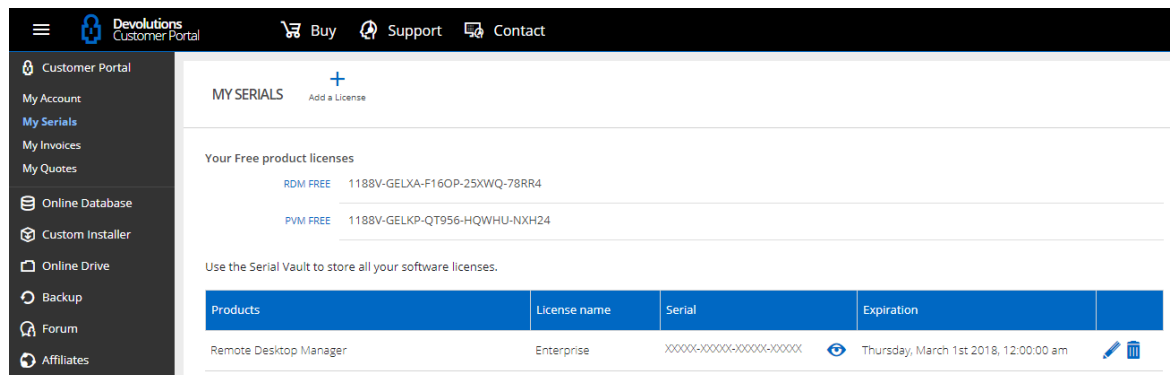 Devolutions
Customer Portal
Buy
Support
Contact
Customer Portal
My Account
My Serials
My Invoices
My Quotes
Online Database
Custom Installer
Online Drive
Backup
Forum
Affiliates
MY SERIALS
Add a License
Your Free product licenses
RDM FREE 1188V-GELXA-F16OP-25XWQ-78RR4
PVM FREE 1188V-GELKP-QT956-HQWHU-NXH24
Use the Serial Vault to store all your software licenses.
Products License name Serial Expiration
Remote Desktop Manager Enterprise XXXXX-XXXXX-XXXXX-XXXXX Thursday, March 1st 2018, 12:00:00 am